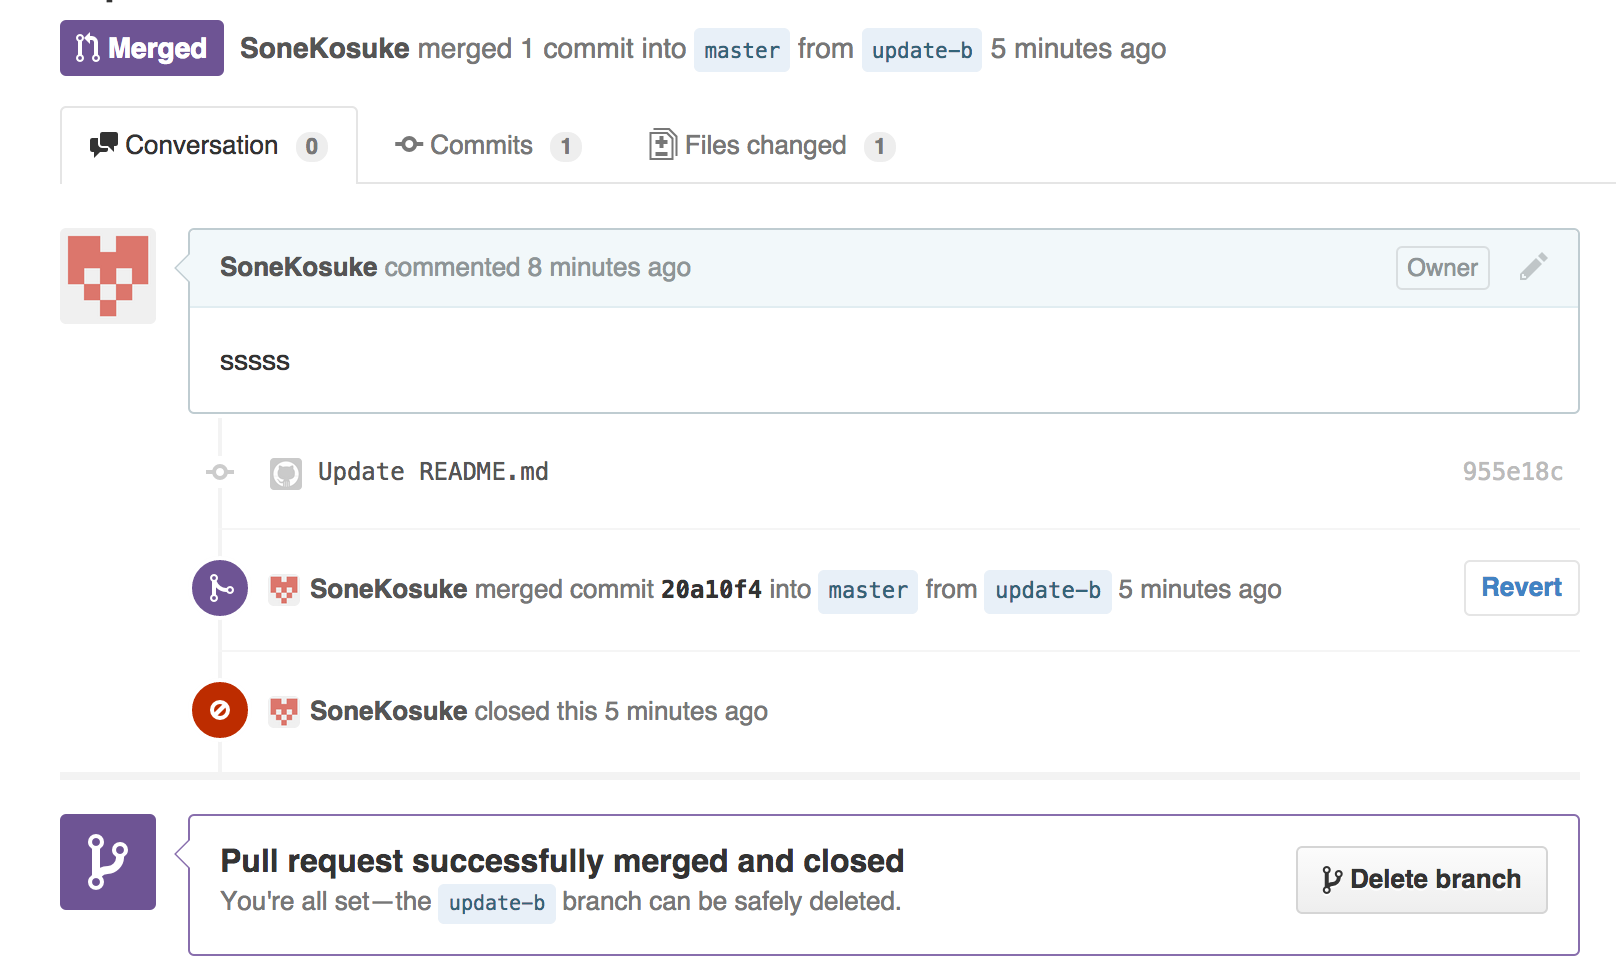 Merged SoneKosuke merged 1 commit into master from update-b 5 minutes ago
Conversation 0 Commits 1 Files changed 1
SoneKosuke commented 8 minutes ago Owner
sssss
Update README.md 955e18c
SoneKosuke merged commit 20a10f4 into master from update-b 5 minutes ago Revert
SoneKosuke closed this 5 minutes ago
Pull request successfully merged and closed
You're all set—the update-b branch can be safely deleted.
Delete branch